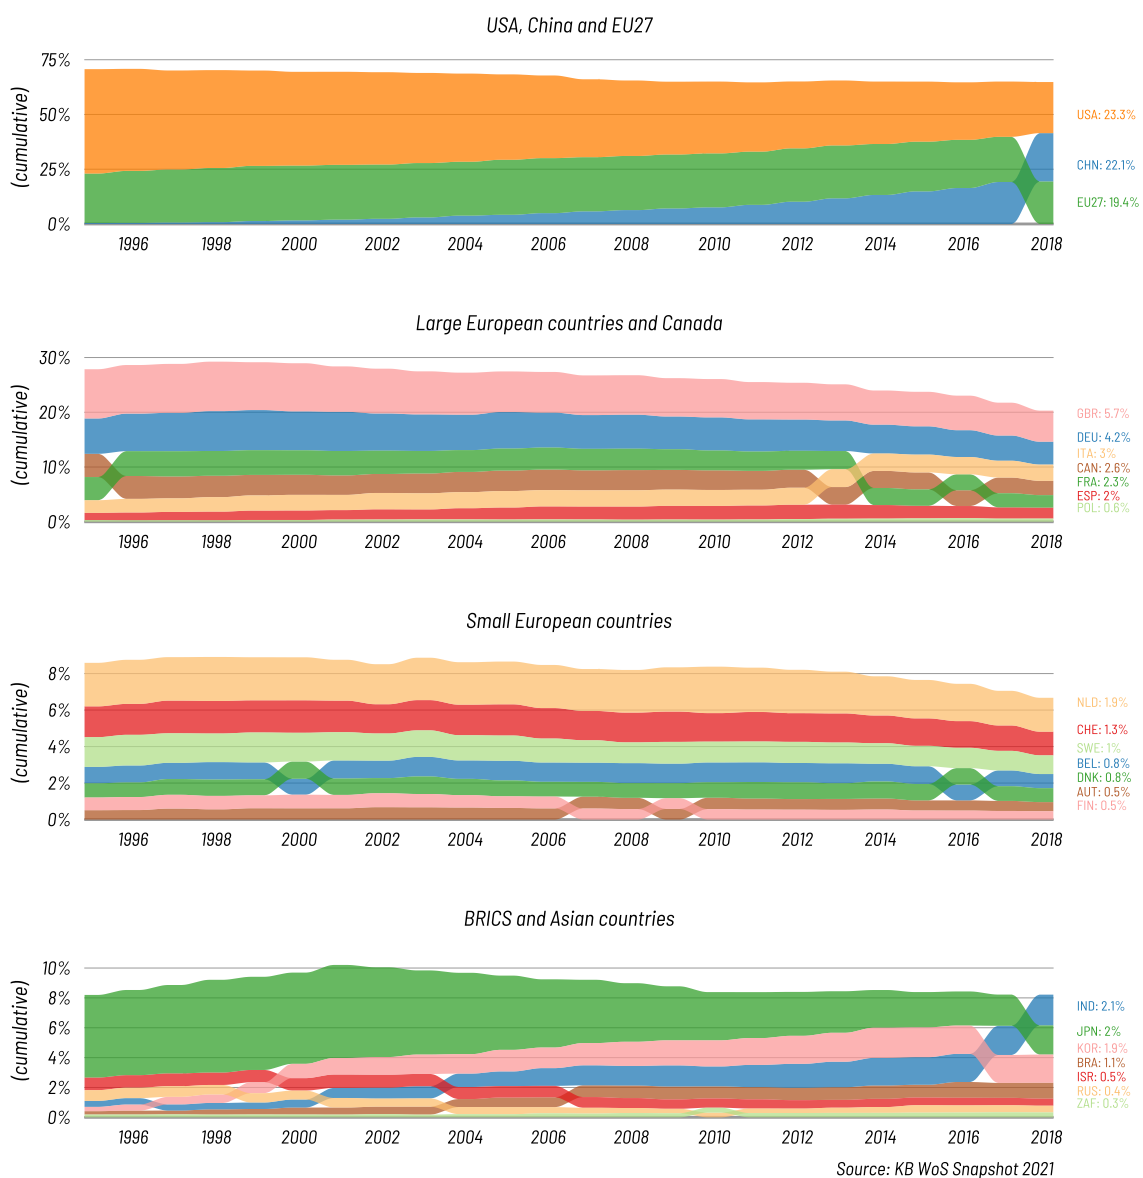 USA, China and EU27
(cumulative)
75%
50%
25%
0%
USA: 23.3%
CHN: 22.1%
EU27: 19.4%
1996 1998 2000 2002 2004 2006 2008 2010 2012 2014 2016 2018
Large European countries and Canada
(cumulative)
30%
20%
10%
0%
GBR: 5.7%
DEU: 4.2%
ITA: 3%
CAN: 2.6%
FRA: 2.3%
ESP: 2%
POL: 0.6%
1996 1998 2000 2002 2004 2006 2008 2010 2012 2014 2016 2018
Small European countries
(cumulative)
8%
6%
4%
2%
0%
NLD: 1.9%
CHE: 1.3%
SWE: 1%
BEL: 0.8%
DNK: 0.8%
AUT: 0.5%
FIN: 0.5%
1996 1998 2000 2002 2004 2006 2008 2010 2012 2014 2016 2018
BRICS and Asian countries
(cumulative)
10%
8%
6%
4%
2%
0%
IND: 2.1%
JPN: 2%
KOR: 1.9%
BRA: 1.1%
ISR: 0.5%
RUS: 0.4%
ZAF: 0.3%
1996 1998 2000 2002 2004 2006 2008 2010 2012 2014 2016 2018
Source: KB WoS Snapshot 2021